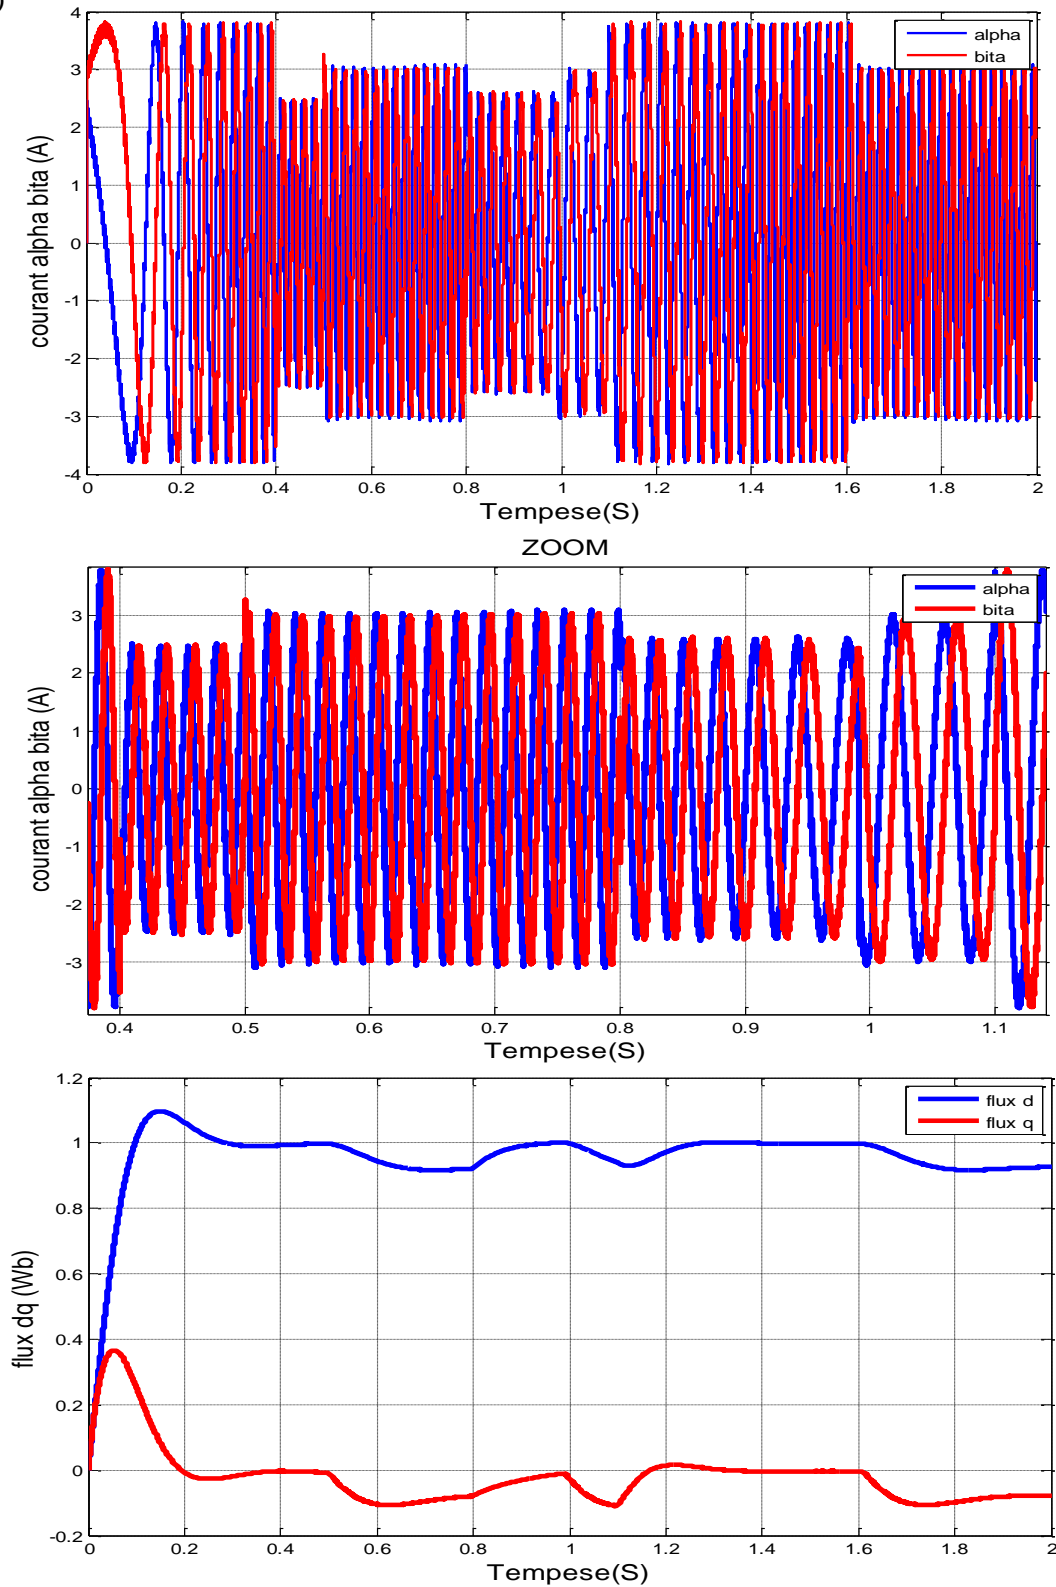 )
4
3
2
1
0
-1
-2
-3
-4
courant alpha bita (A)
alpha
bita
0 0.2 0.4 0.6 0.8 1 1.2 1.4 1.6 1.8 2
Tempese(S)
ZOOM
3
2
1
0
-1
-2
-3
courant alpha bita (A)
alpha
bita
0.4 0.5 0.6 0.7 0.8 0.9 1 1.1
Tempese(S)
1.2
1
0.8
0.6
0.4
0.2
0
-0.2
flux dq (Wb)
flux d
flux q
0 0.2 0.4 0.6 0.8 1 1.2 1.4 1.6 1.8 2
Tempese(S)